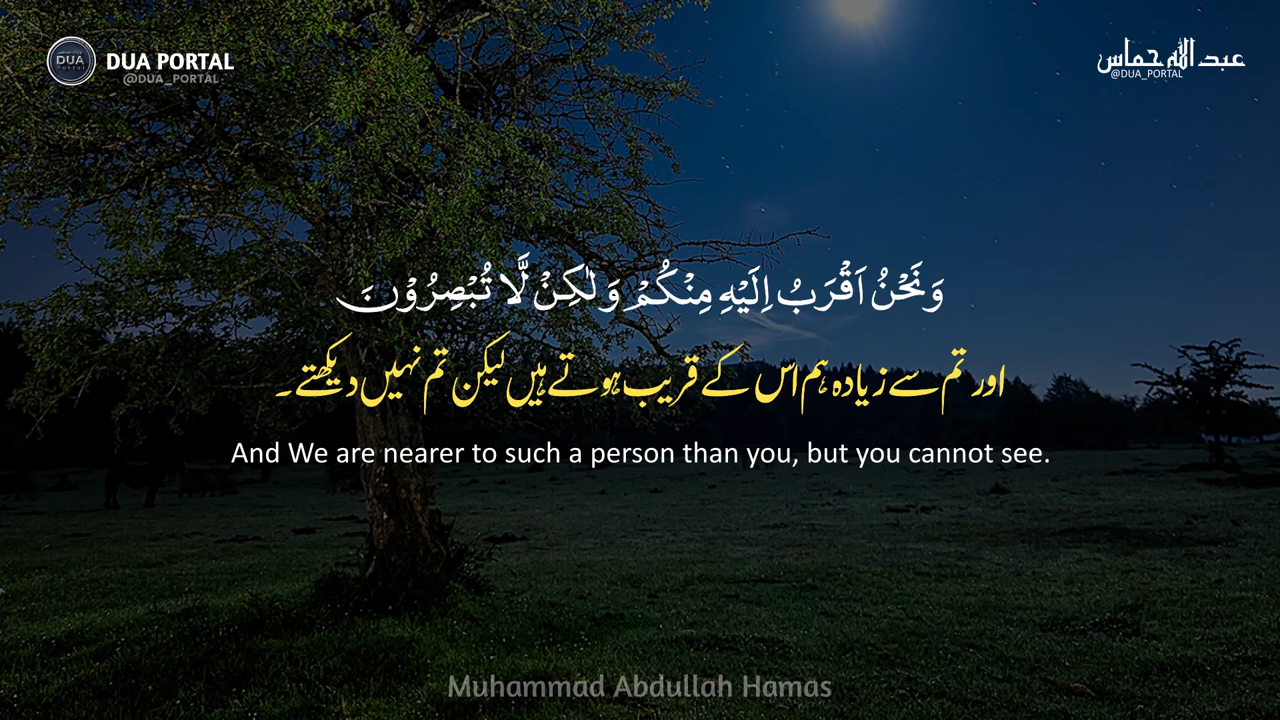 DUA PORTAL
@DUA_PORTAL
عبد الله حماس
@DUA_PORTAL
وَنَحْنُ اَقْرَبُ اِلَيْهِ مِنْكُمْ وَلٰكِنْ لَّا تُبْصِرُوْنَ
اور تم سے زیادہ ہم اس کے قریب ہوتے ہیں لیکن تم نہیں دیکھتے۔
And We are nearer to such a person than you, but you cannot see.
Muhammad Abdullah Hamas